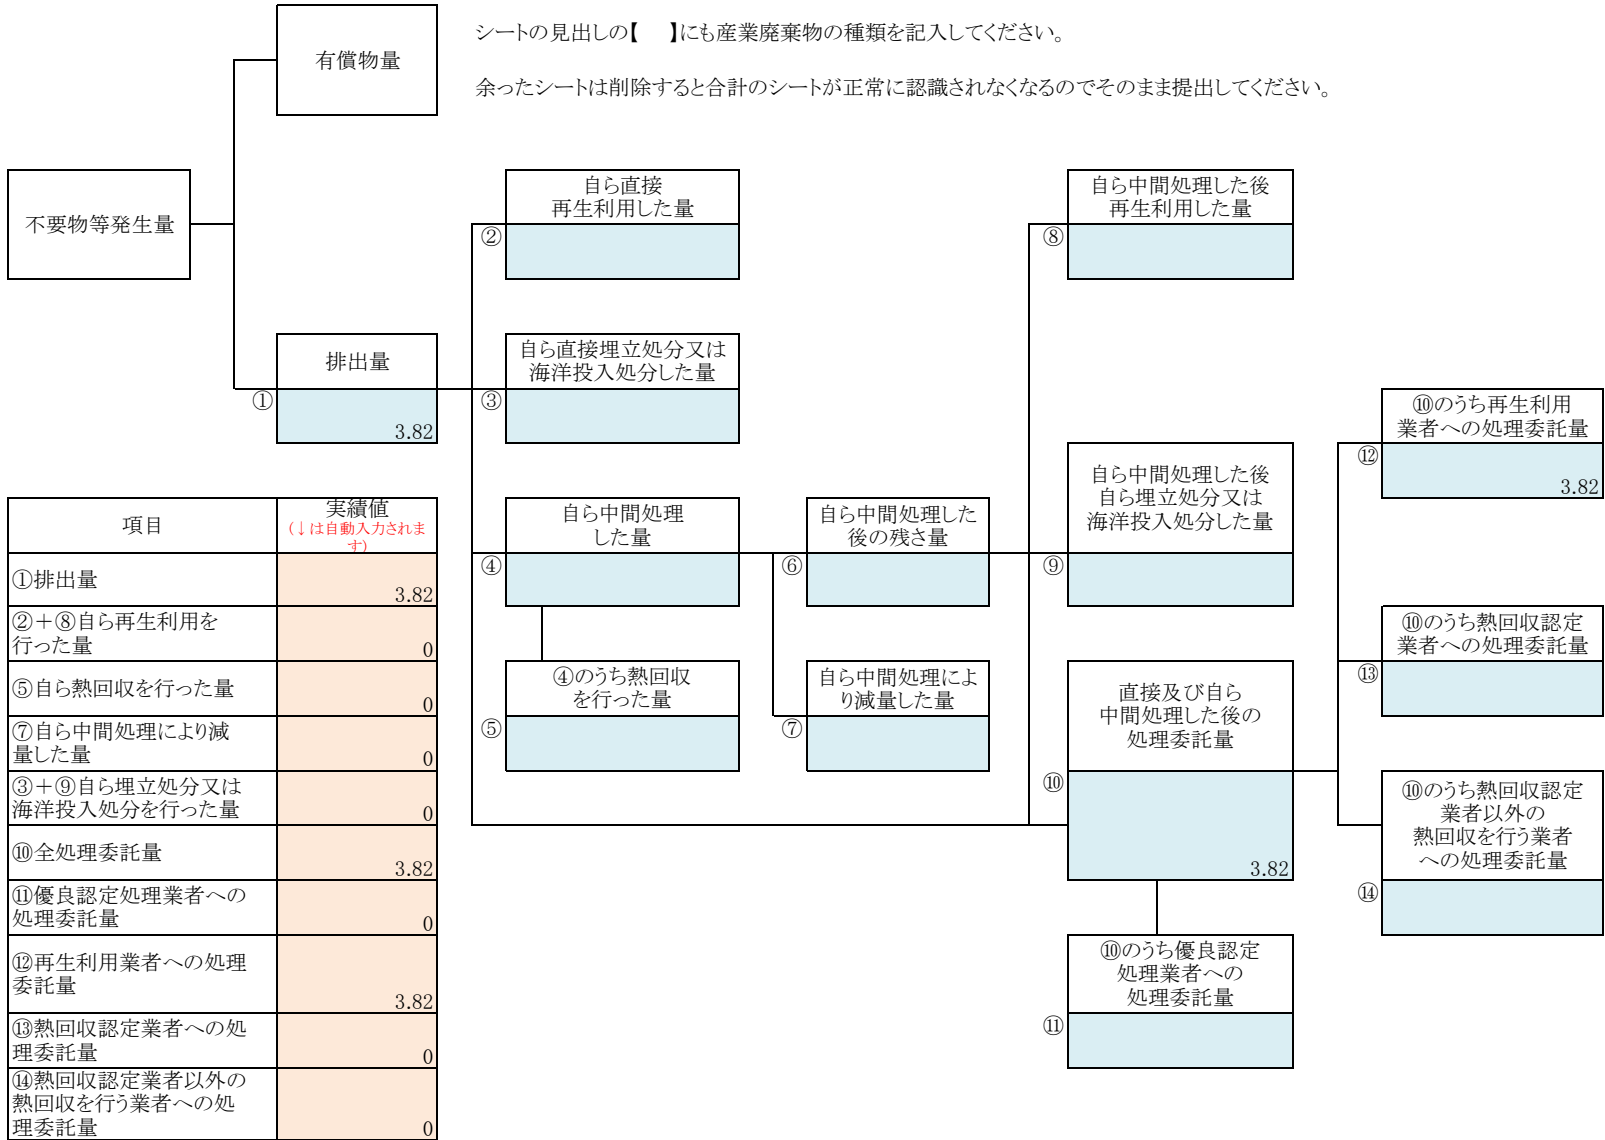 シートの見出しの【　】にも産業廃棄物の種類を記入してください。
有償物量
余ったシートは削除すると合計のシートが正常に認識されなくなるのでそのまま提出してください。
不要物等発生量
自ら直接
再生利用した量
②
自ら中間処理した後
再生利用した量
⑧
排出量
①
3.82
自ら直接埋立処分又は
海洋投入処分した量
③
⑩のうち再生利用
業者への処理委託量
⑫
3.82
自ら中間処理
した量
④
自ら中間処理した
後の残さ量
⑥
自ら中間処理した後
自ら埋立処分又は
海洋投入処分した量
⑨
④のうち熱回収
を行った量
⑤
自ら中間処理によ
り減量した量
⑦
直接及び自ら
中間処理した後の
処理委託量
⑩
3.82
⑩のうち熱回収認定
業者への処理委託量
⑬
⑩のうち熱回収認定
業者以外の
熱回収を行う業者
への処理委託量
⑭
⑩のうち優良認定
処理業者への
処理委託量
⑪
項目
実績値
(↓は自動入力されま
す)
①排出量
3.82
②＋⑧自ら再生利用を
行った量
0
⑤自ら熱回収を行った量
0
⑦自ら中間処理により減
量した量
0
③＋⑨自ら埋立処分又は
海洋投入処分を行った量
0
⑩全処理委託量
3.82
⑪優良認定処理業者への
処理委託量
0
⑫再生利用業者への処理
委託量
3.82
⑬熱回収認定業者への処
理委託量
0
⑭熱回収認定業者以外の
熱回収を行う業者への処
理委託量
0